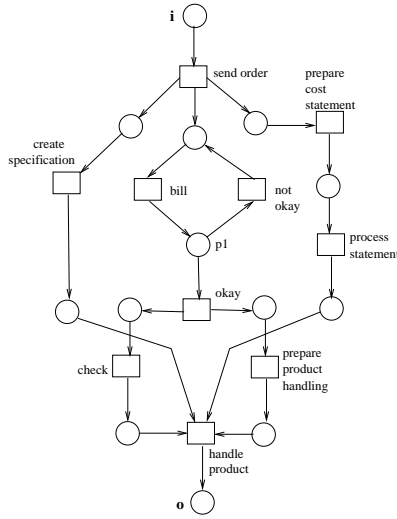 i
send order
prepare
cost
statement
create
specification
bill
not
okay
p1
process
statement
okay
check
prepare
product
handling
handle
product
o